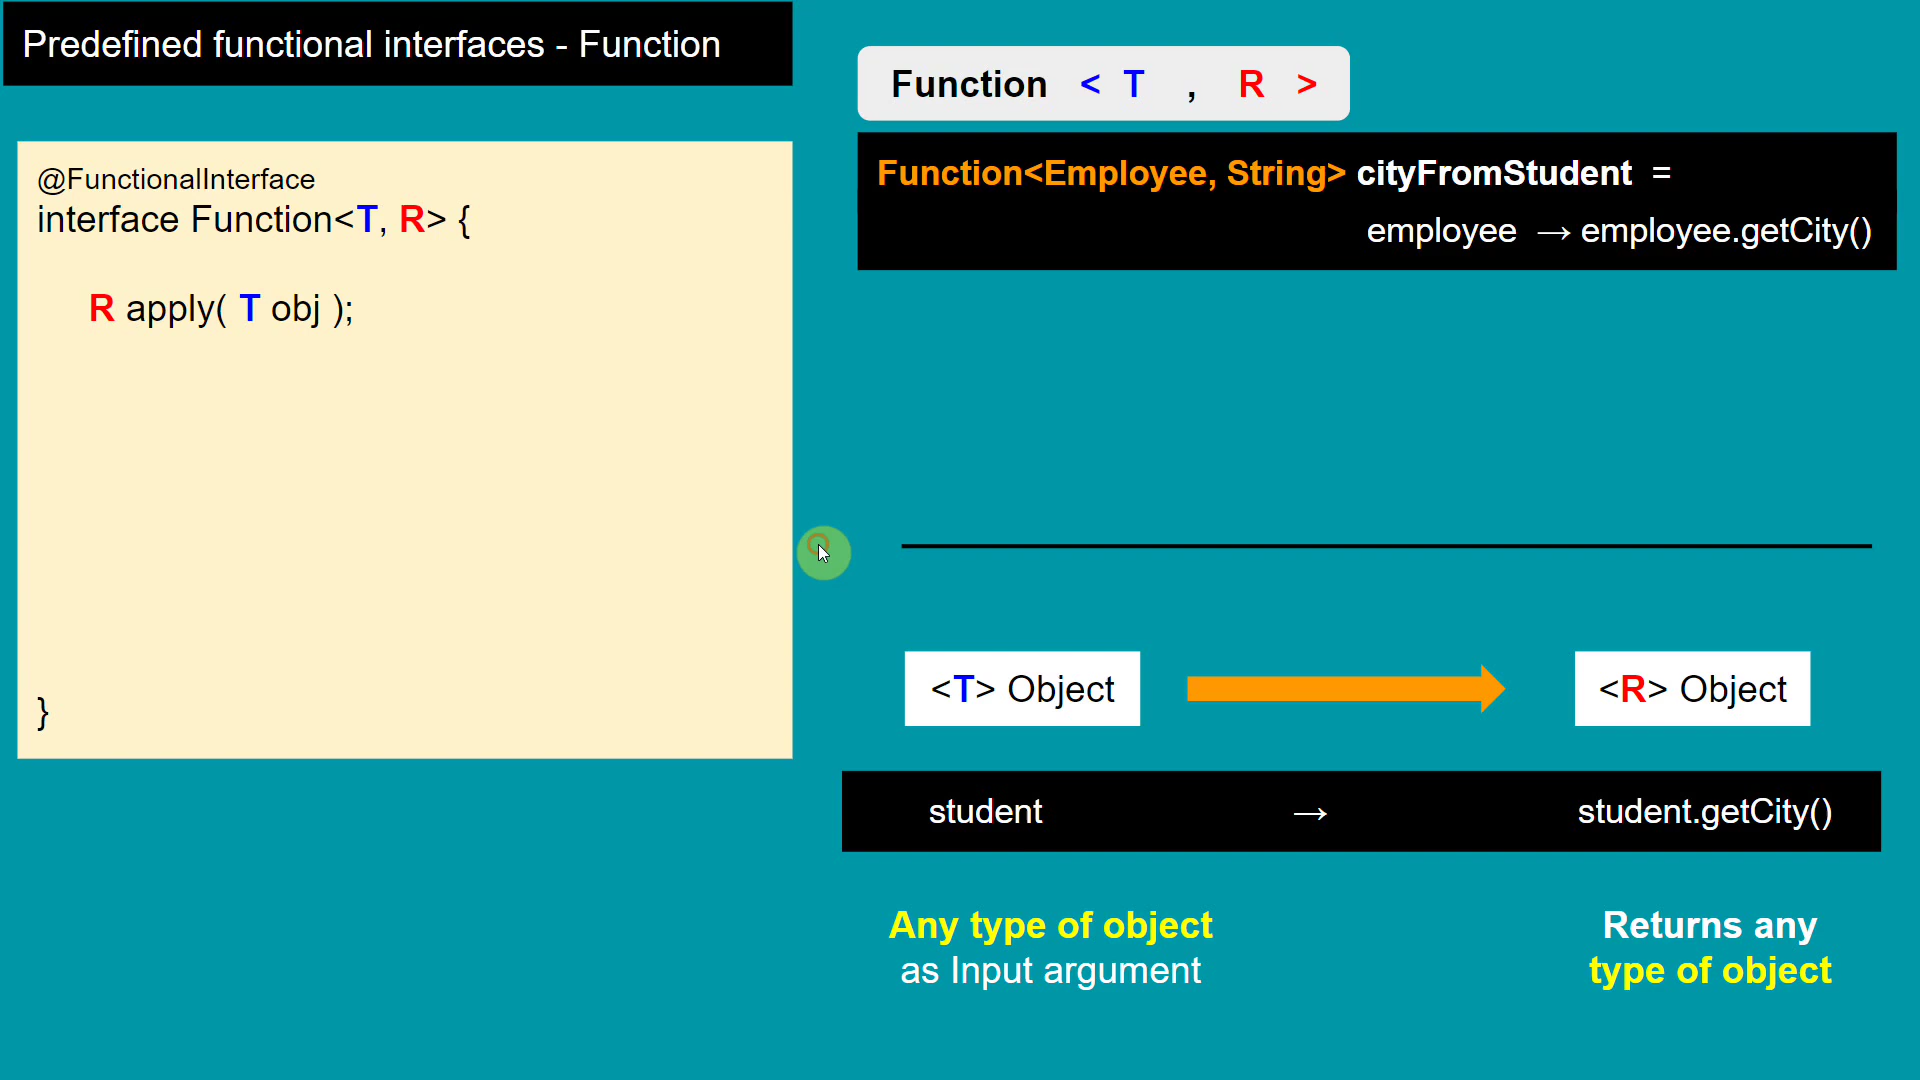 Predefined functional interfaces - Function
@FunctionalInterface
interface Function<T, R> {
R apply( T obj );
}
Function < T , R >
Function<Employee, String> cityFromStudent =
employee → employee.getCity()
<T> Object
<R> Object
student → student.getCity()
Any type of object
as Input argument
Returns any
type of object